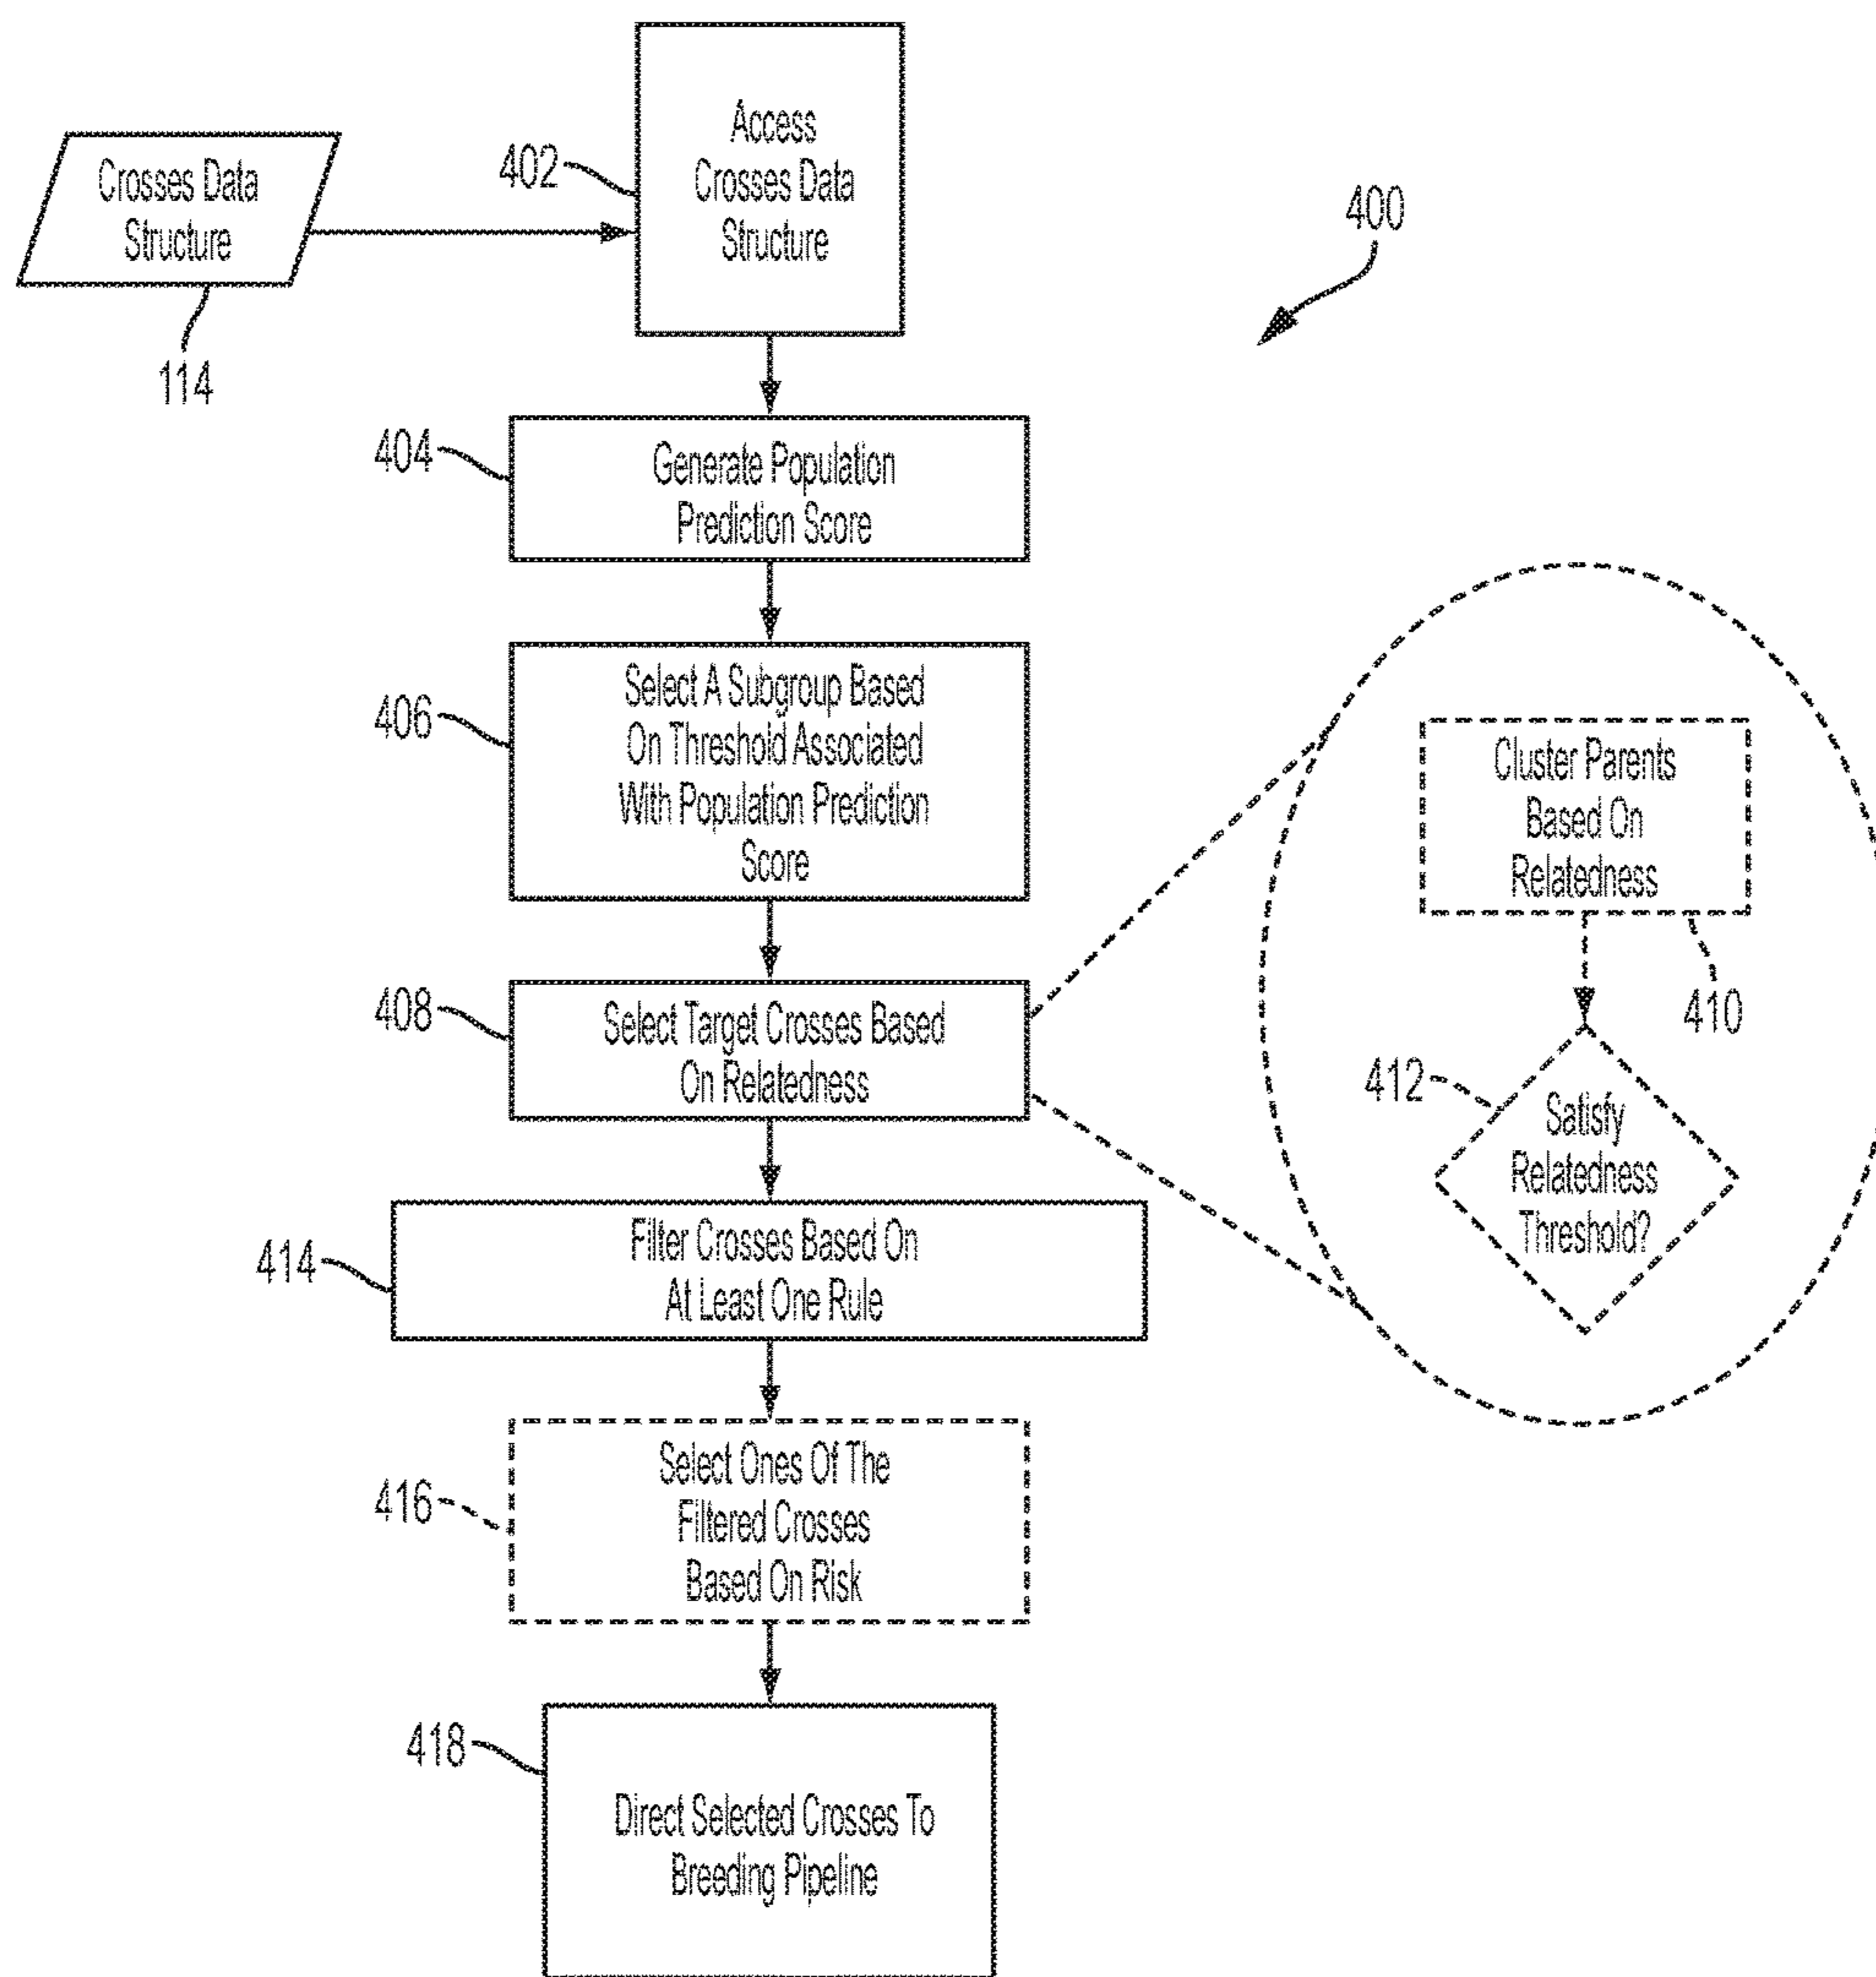 Crosses Data
Structure
114
402
Access
Crosses Data
Structure
400
404
Generate Population
Prediction Score
406
Select A Subgroup Based
On Threshold Associated
With Population Prediction
Score
408
Select Target Crosses Based
On Relatedness
Cluster Parents
Based On
Relatedness
410
412
Satisfy
Relatedness
Threshold?
414
Filter Crosses Based On
At Least One Rule
416
Select Ones Of The
Filtered Crosses
Based On Risk
418
Direct Selected Crosses To
Breeding Pipeline